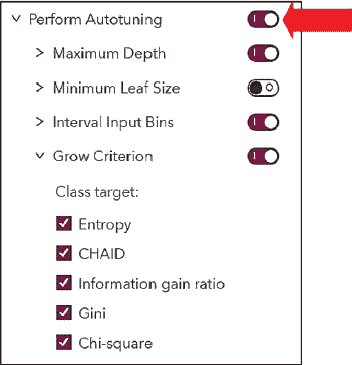 Perform Autotuning
Maximum Depth
Minimum Leaf Size
Interval Input Bins
Grow Criterion
Class target:
Entropy
CHAID
Information gain ratio
Gini
Chi-square